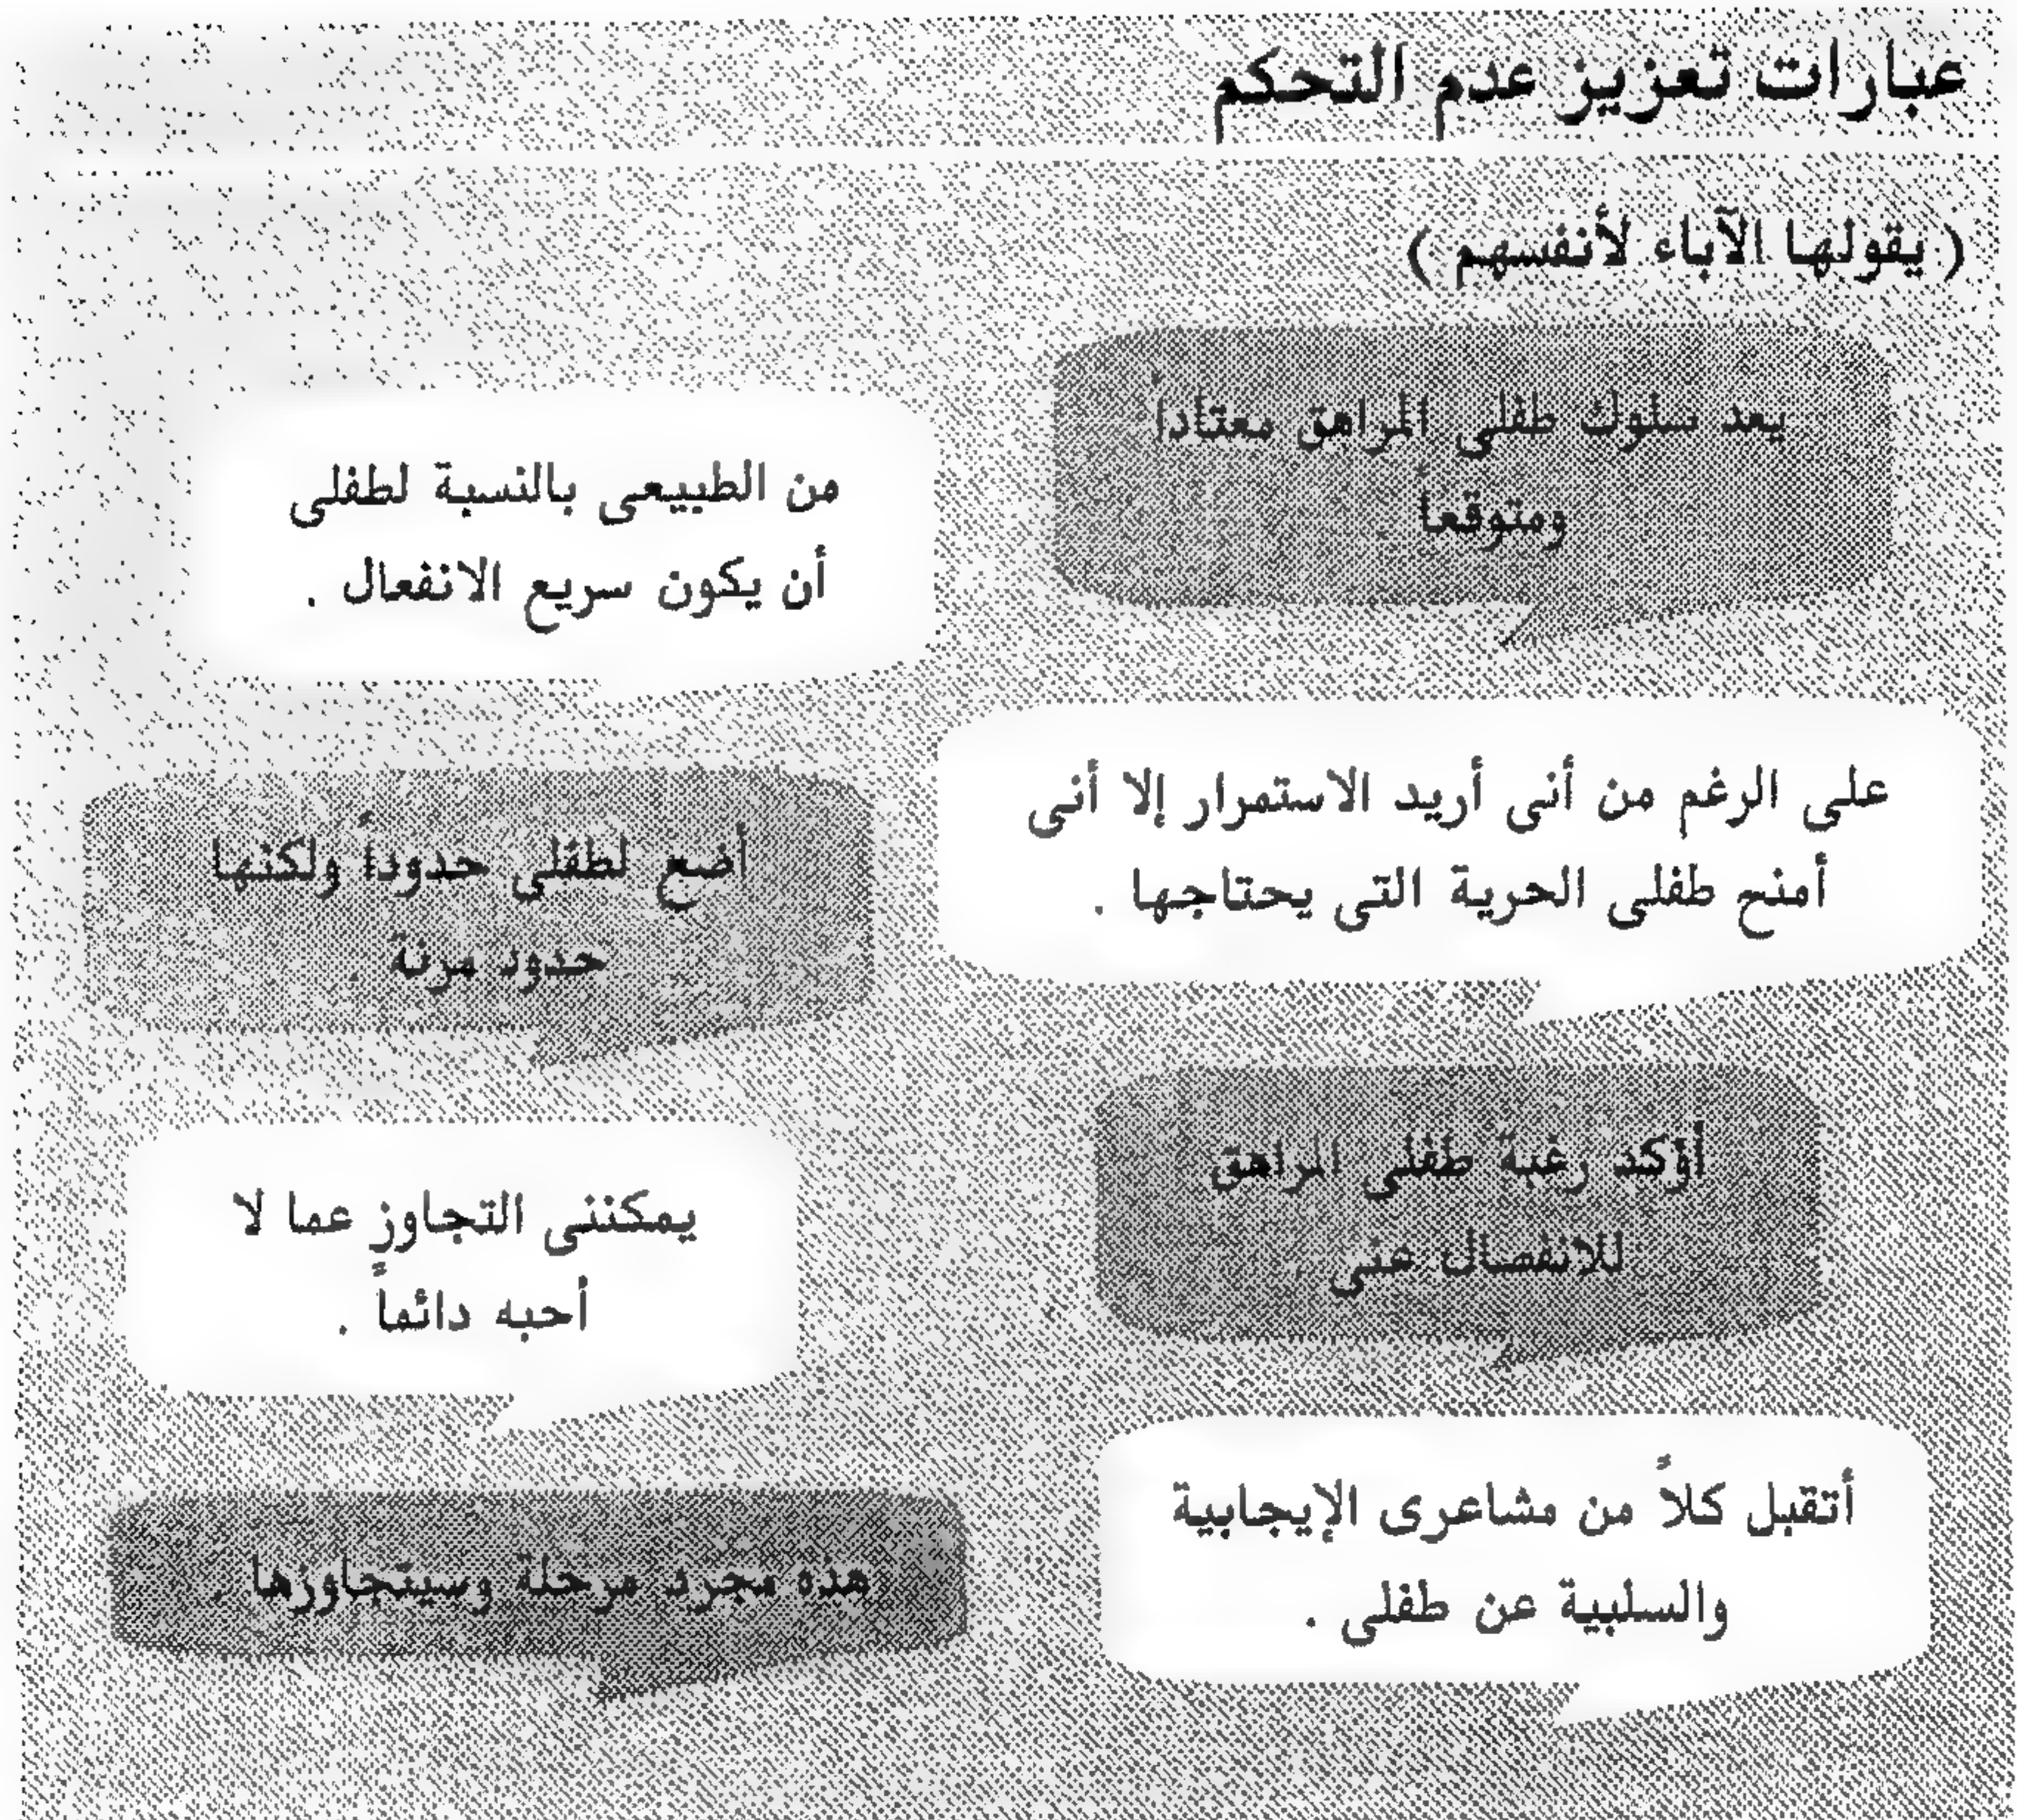 عبارات تعزيز عدم التحكم
( يقولها الآباء لأنفسهم )
يعد سلوك طفلى المراهق معتاداً
ومتوقعاً .
من الطبيعى بالنسبة لطفلى
أن يكون سريع الانفعال .
على الرغم من أنى أريد الاستمرار إلا أنى
أمنح طفلى الحرية التى يحتاجها .
أضع لطفلى حدوداً ولكنها
حدود مرنة .
أؤكد رغبة طفلى المراهق
للانفصال عنى
يمكننى التجاوز عما لا
أحبه دائماً .
أتقبل كلاً من مشاعرى الإيجابية
والسلبية عن طفلى .
هذه مجرد مرحلة وسيتجاوزها .